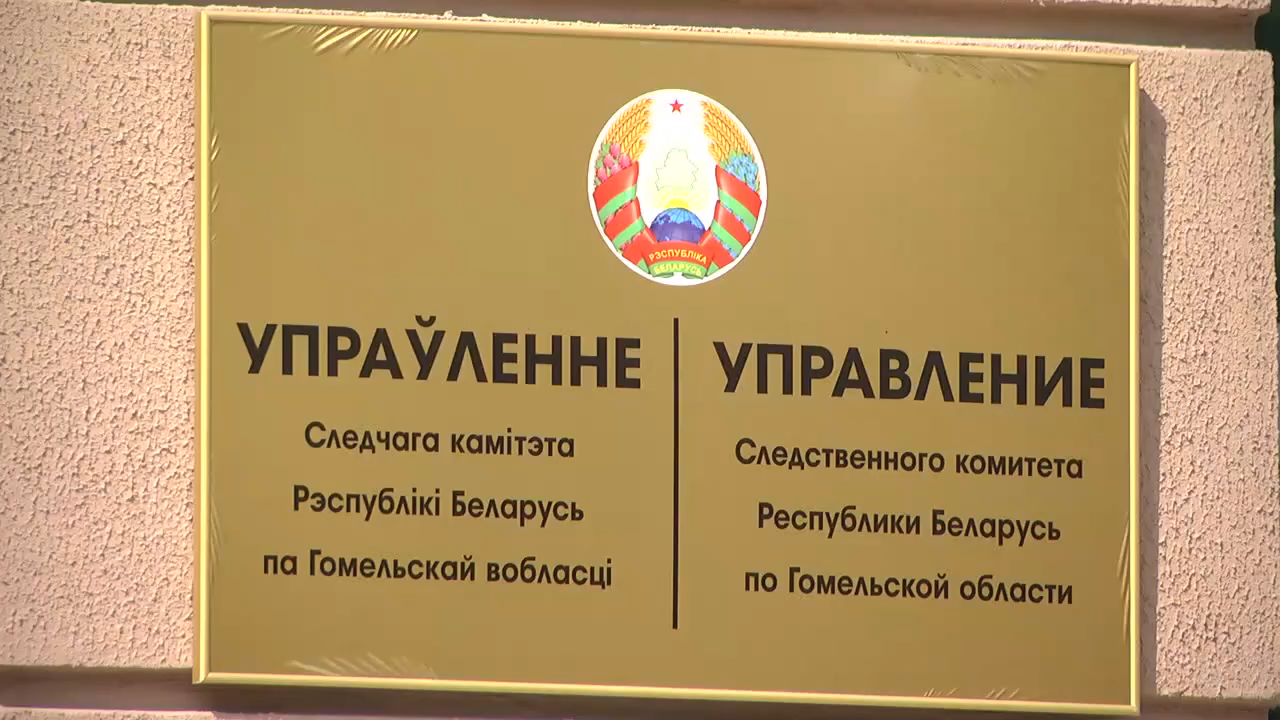 РЭСПУБЛІКА
БЕЛАРУСЬ
УПРАЎЛЕННЕ
Следчага камітэта
Рэспублікі Беларусь
па Гомельскай вобласці
УПРАВЛЕНИЕ
Следственного комитета
Республики Беларусь
по Гомельской области